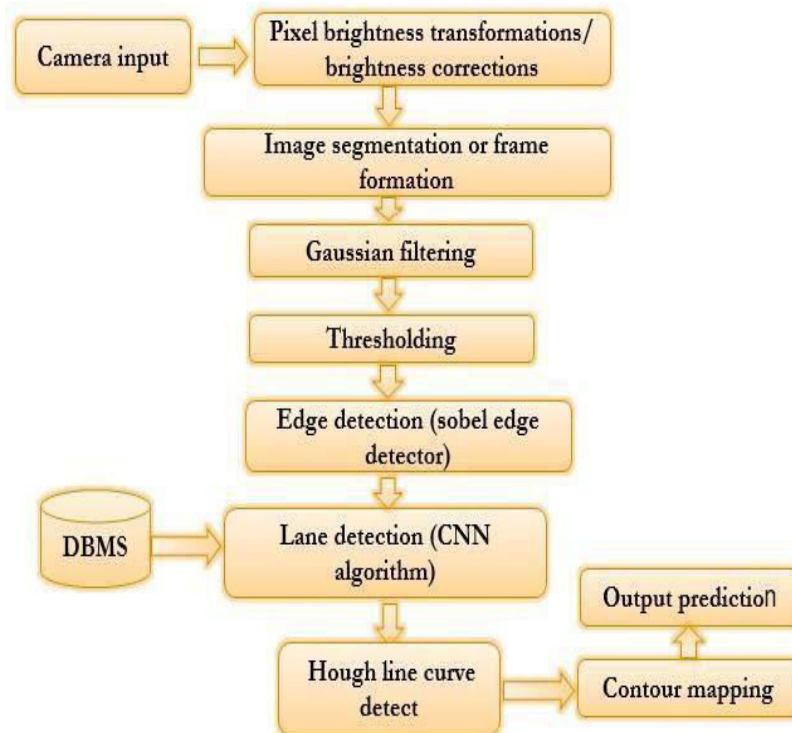 Camera input
Pixel brightness transformations/
brightness corrections
Image segmentation or frame
formation
Gaussian filtering
Thresholding
Edge detection (sobel edge
detector)
DBMS
Lane detection (CNN
algorithm)
Hough line curve
detect
Contour mapping
Output prediction